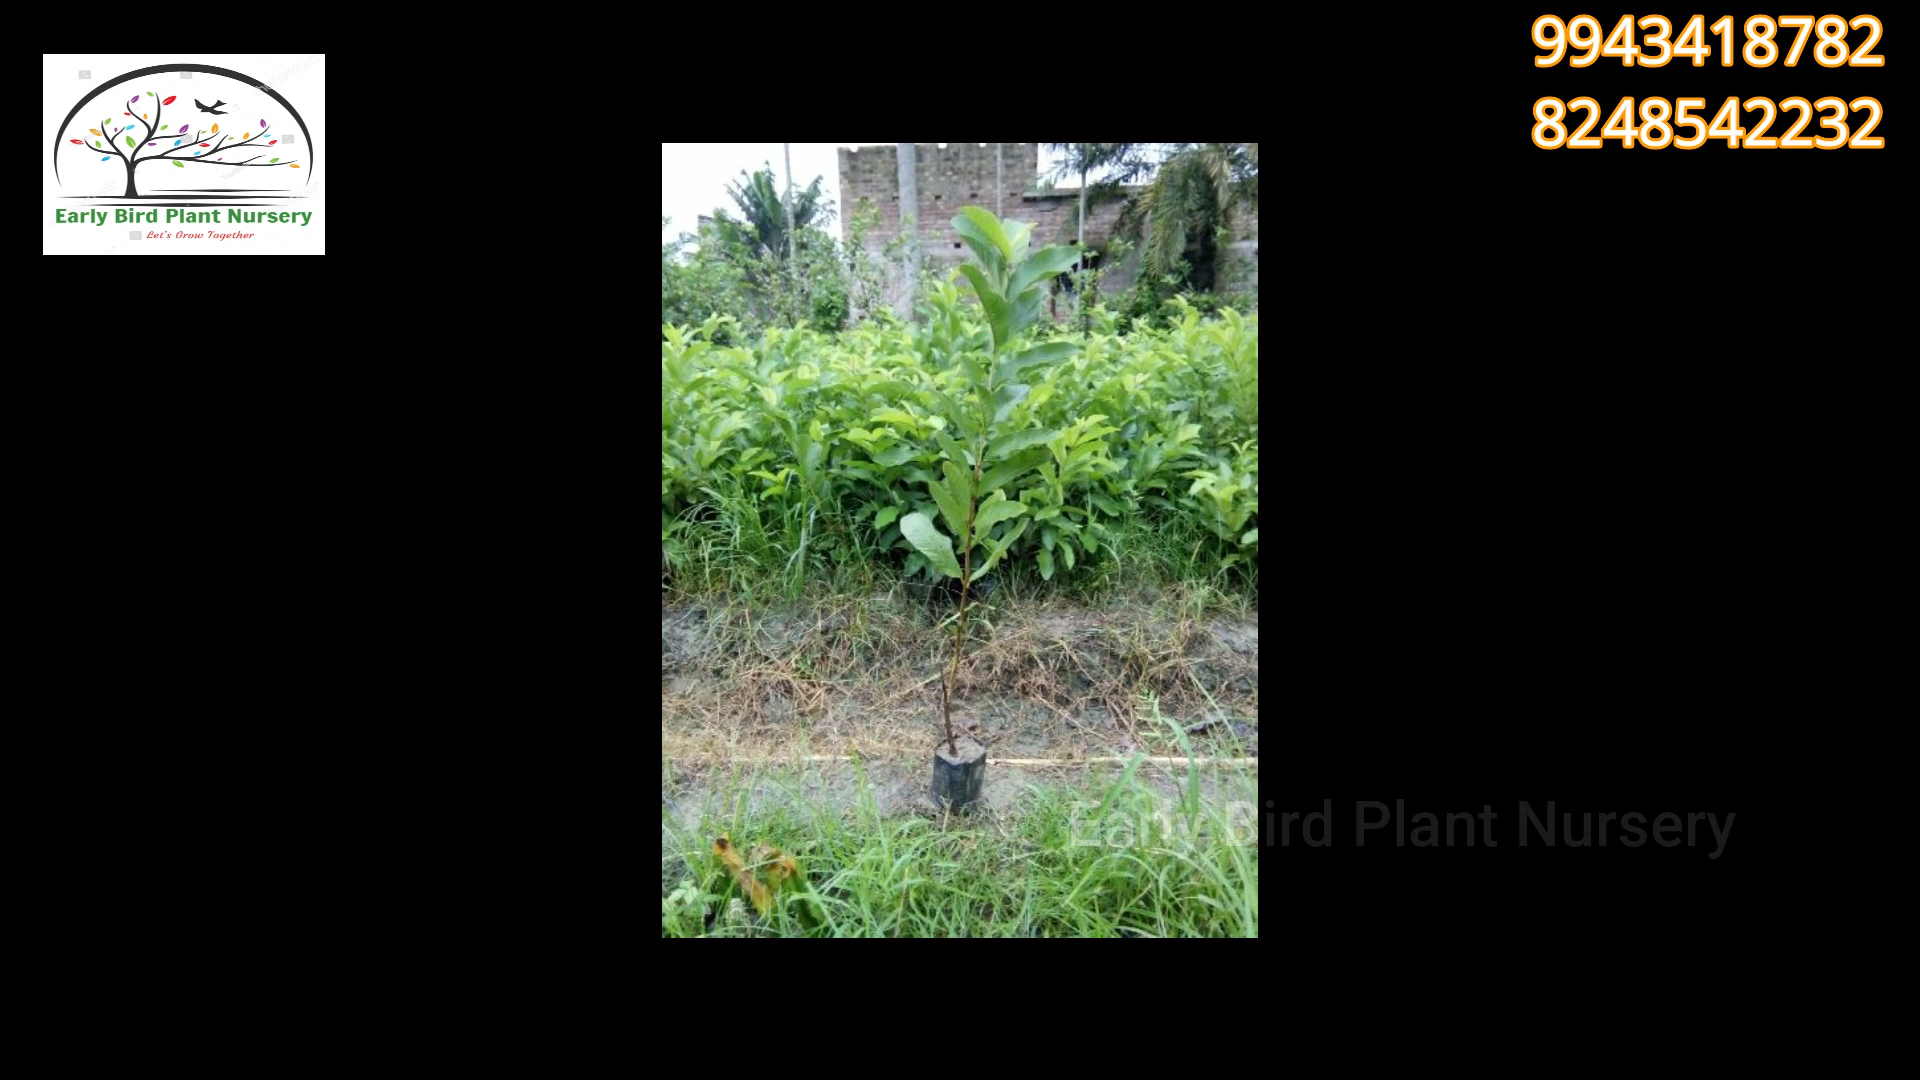 9943418782
8248542232
Early Bird Plant Nursery
Let's Grow Together
Early Bird Plant Nursery